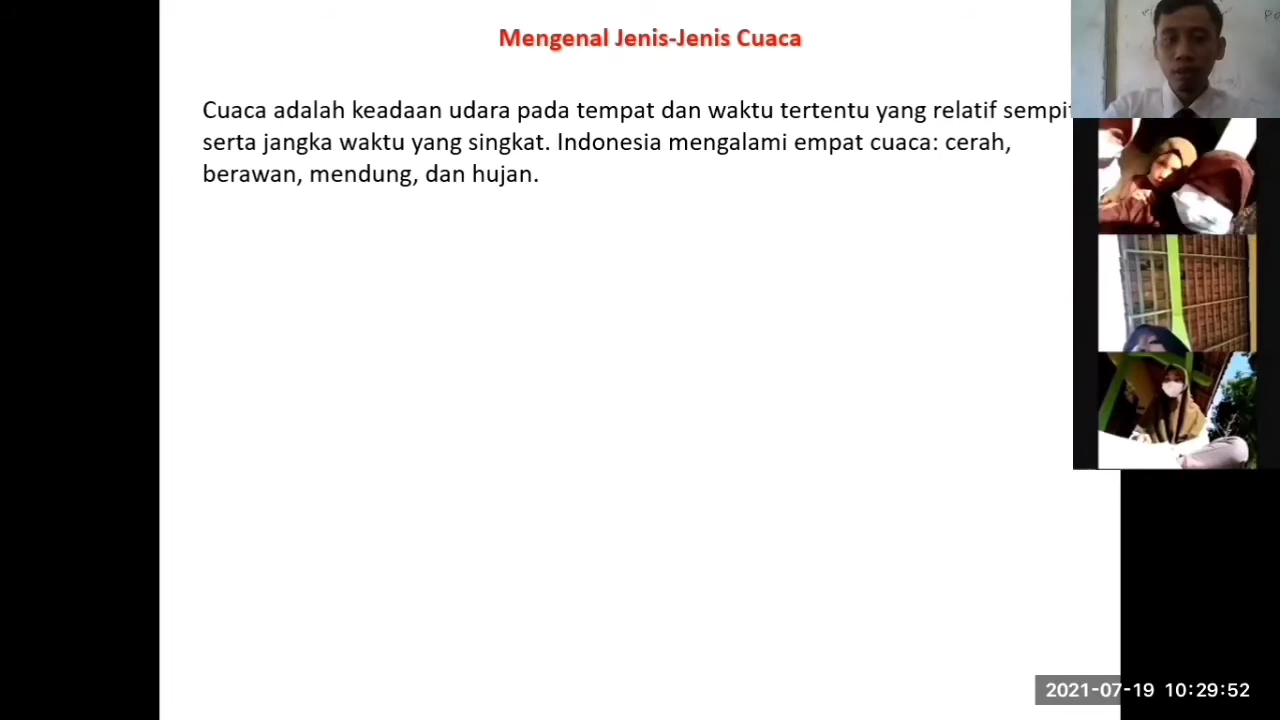 Mengenal Jenis-Jenis Cuaca
Cuaca adalah keadaan udara pada tempat dan waktu tertentu yang relatif sempit
serta jangka waktu yang singkat. Indonesia mengalami empat cuaca: cerah,
berawan, mendung, dan hujan.
2021-07-19 10:29:52